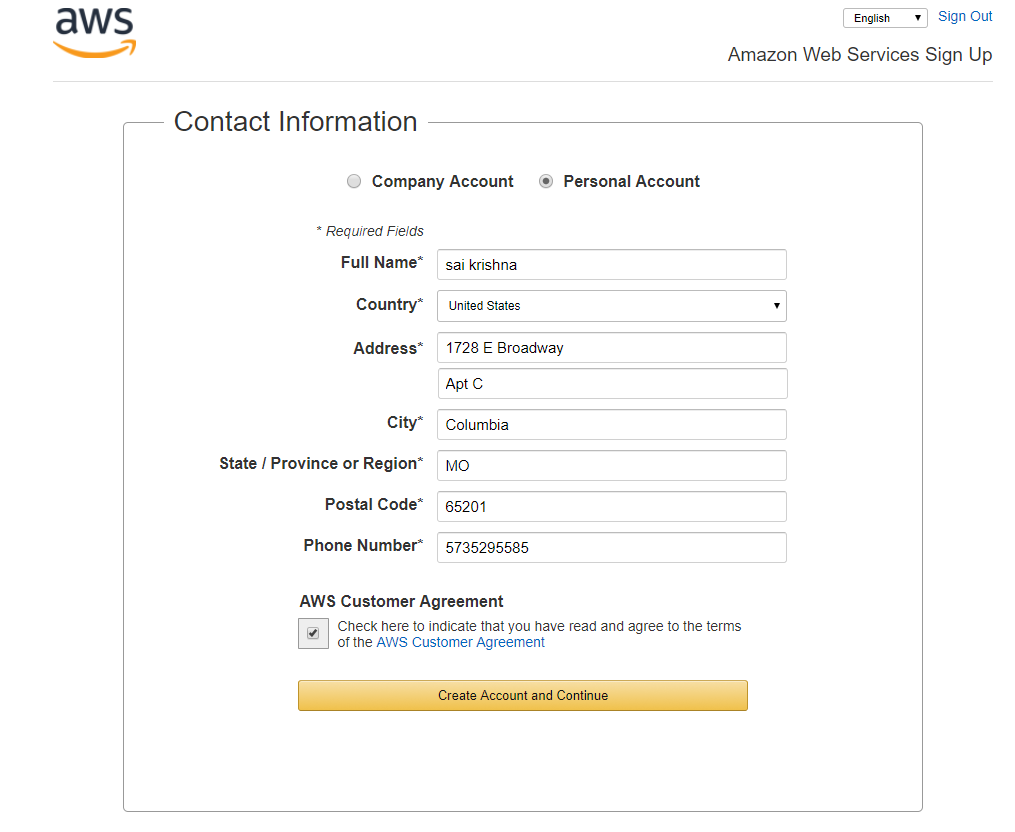 aws
English
Sign Out
Amazon Web Services Sign Up
Contact Information
Company Account
Personal Account
* Required Fields
Full Name*
sai krishna
Country*
United States
Address*
1728 E Broadway
Apt C
City*
Columbia
State / Province or Region*
MO
Postal Code*
65201
Phone Number*
5735295585
AWS Customer Agreement
Check here to indicate that you have read and agree to the terms
of the AWS Customer Agreement
Create Account and Continue